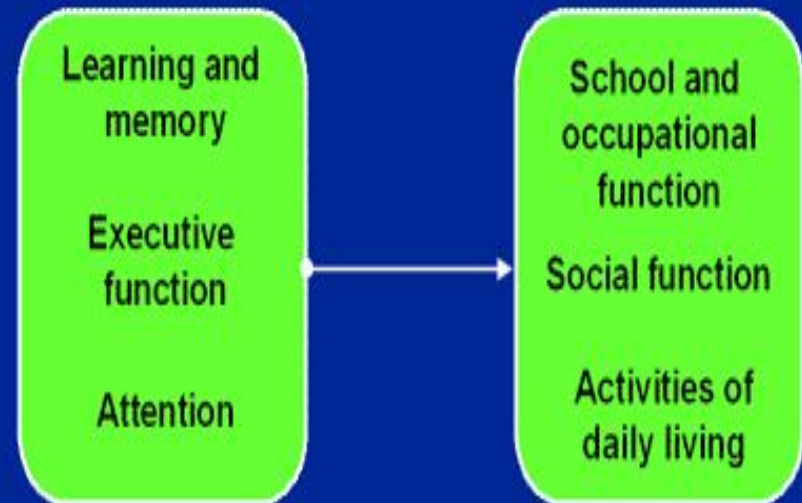 Learning and
memory
Executive
function
Attention
School and
occupational
function
Social function
Activities of
daily living